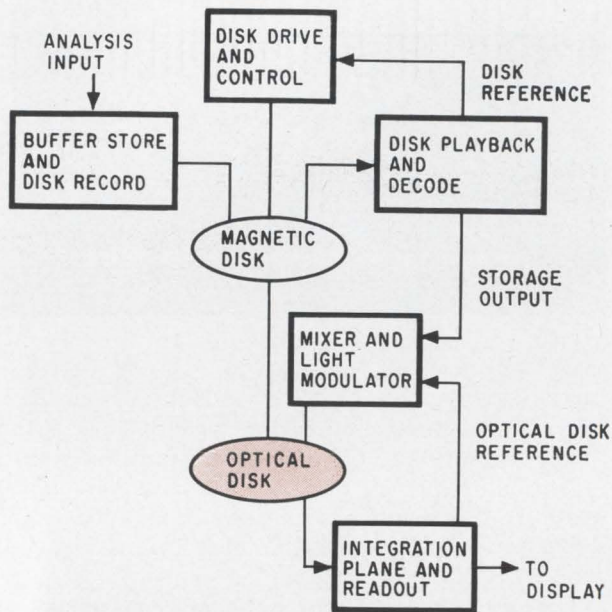 ANALYSIS
INPUT
DISK DRIVE
AND
CONTROL
DISK
REFERENCE
BUFFER STORE
AND
DISK RECORD
DISK PLAYBACK
AND
DECODE
MAGNETIC
DISK
STORAGE
OUTPUT
MIXER AND
LIGHT
MODULATOR
OPTICAL DISK
REFERENCE
OPTICAL
DISK
INTEGRATION
PLANE AND
READOUT
TO
DISPLAY